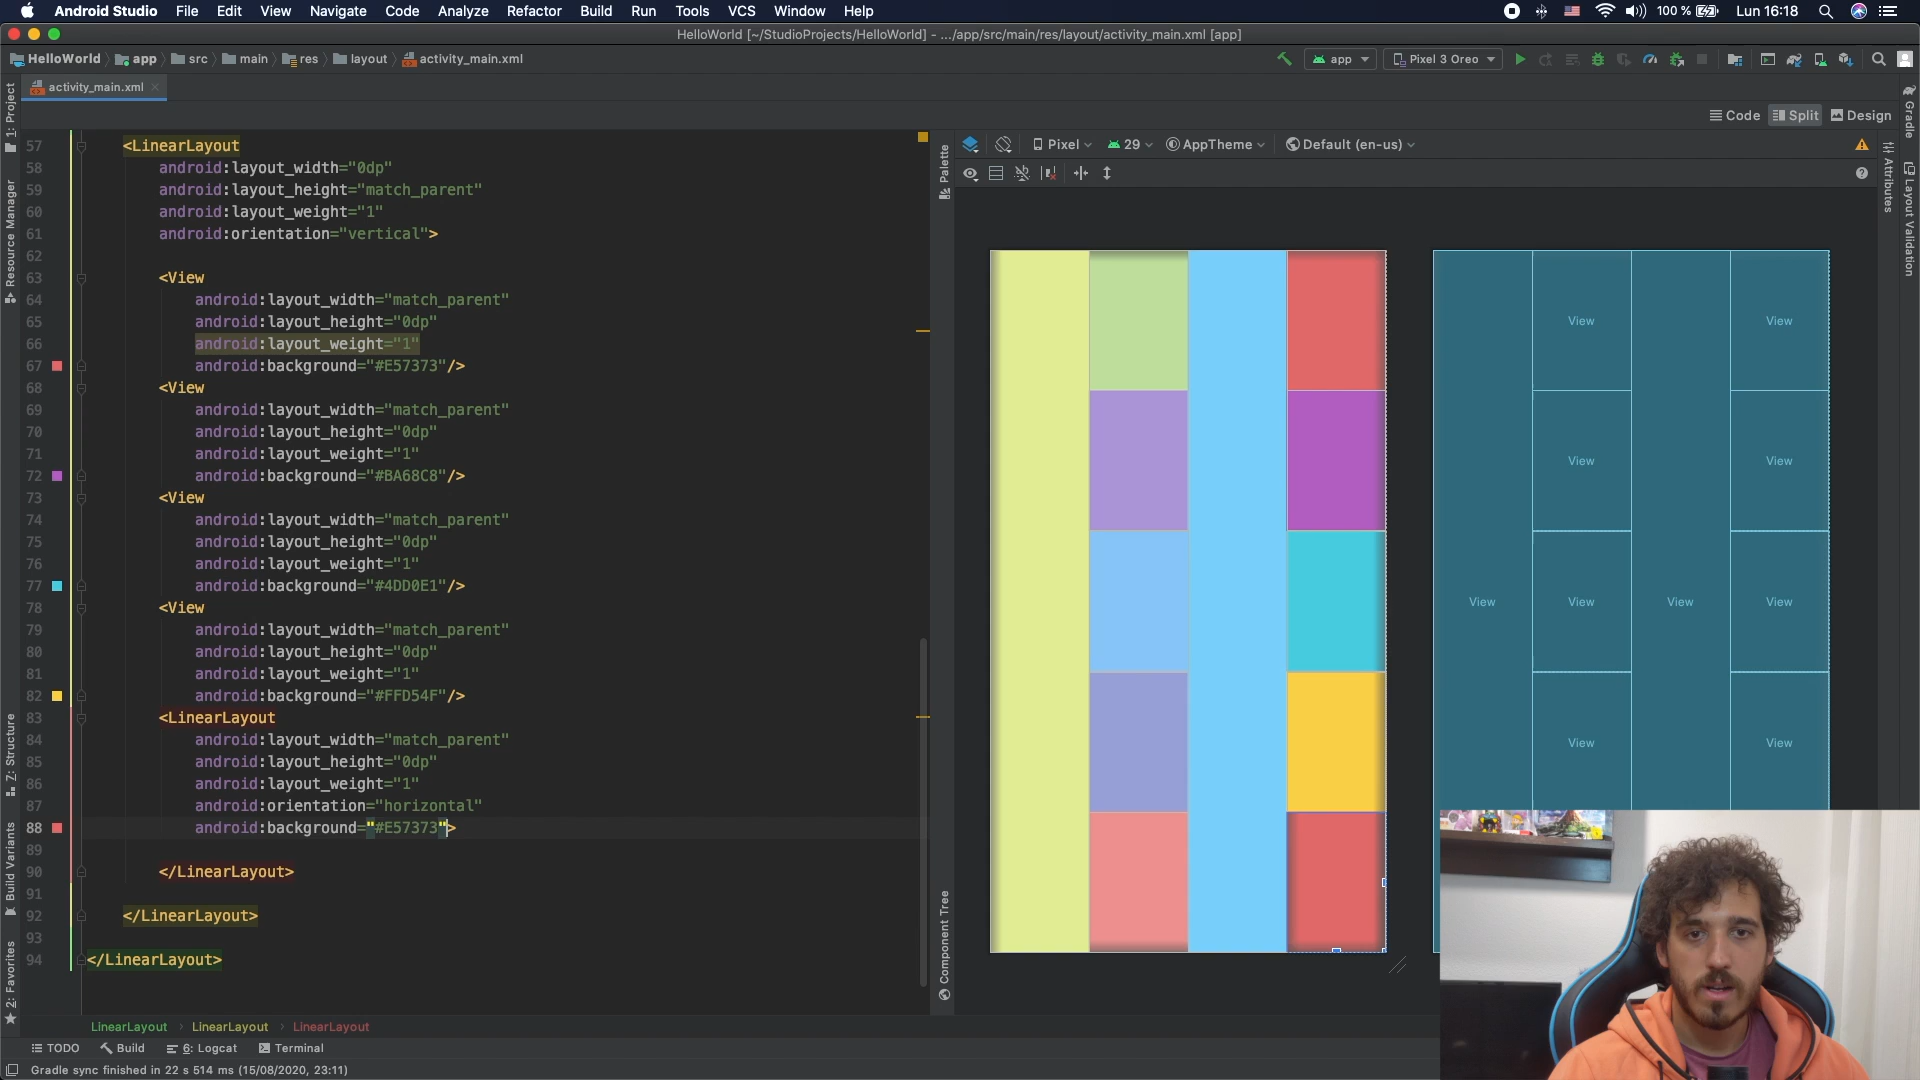 Android Studio File Edit View Navigate Code Analyze Refactor Build Run Tools VCS Window Help 100 % Lun 16:18
HelloWorld [~/StudioProjects/HelloWorld] - .../app/src/main/res/layout/activity_main.xml [app]
HelloWorld app src main res layout activity_main.xml app Pixel 3 Oreo
activity_main.xml
Code Split Design
Pixel 29 AppTheme Default (en-us)
1: Project
Resource Manager
Z: Structure
Build Variants
2: Favorites
57 <LinearLayout
58 android:layout_width="0dp"
59 android:layout_height="match_parent"
60 android:layout_weight="1"
61 android:orientation="vertical">
62
63 <View
64 android:layout_width="match_parent"
65 android:layout_height="0dp"
66 android:layout_weight="1"
67 android:background="#E57373"/>
68 <View
69 android:layout_width="match_parent"
70 android:layout_height="0dp"
71 android:layout_weight="1"
72 android:background="#BA68C8"/>
73 <View
74 android:layout_width="match_parent"
75 android:layout_height="0dp"
76 android:layout_weight="1"
77 android:background="#4DD0E1"/>
78 <View
79 android:layout_width="match_parent"
80 android:layout_height="0dp"
81 android:layout_weight="1"
82 android:background="#FFD54F"/>
83 <LinearLayout
84 android:layout_width="match_parent"
85 android:layout_height="0dp"
86 android:layout_weight="1"
87 android:orientation="horizontal"
88 android:background="#E57373">
89
90 </LinearLayout>
91
92 </LinearLayout>
93
94 </LinearLayout>
Palette
Component Tree
View View
View View
View View View View
View View
Gradle
Attributes
Layout Validation
LinearLayout LinearLayout LinearLayout
TODO Build 6: Logcat Terminal
Gradle sync finished in 22 s 514 ms (15/08/2020, 23:11)